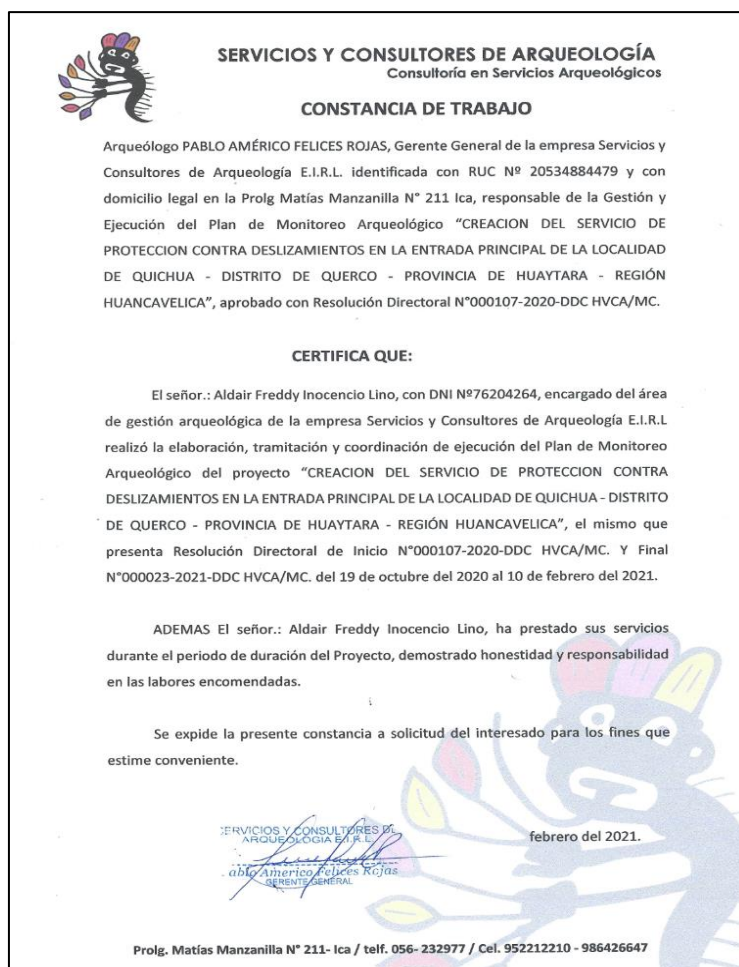 SERVICIOS Y CONSULTORES DE ARQUEOLOGÍA
Consultoría en Servicios Arqueológicos
CONSTANCIA DE TRABAJO
Arqueólogo PABLO AMÉRICO FELICES ROJAS, Gerente General de la empresa Servicios y
Consultores de Arqueología E.I.R.L. identificada con RUC Nº 20534884479 y con
domicilio legal en la Prolg Matías Manzanilla N° 211 Ica, responsable de la Gestión y
Ejecución del Plan de Monitoreo Arqueológico “CREACION DEL SERVICIO DE
PROTECCION CONTRA DESLIZAMIENTOS EN LA ENTRADA PRINCIPAL DE LA LOCALIDAD
DE QUICHUA - DISTRITO DE QUERCO - PROVINCIA DE HUAYTARA - REGIÓN
HUANCAVELICA”, aprobado con Resolución Directoral N°000107-2020-DDC HVCA/MC.
CERTIFICA QUE:
El señor.: Aldair Freddy Inocencio Lino, con DNI Nº76204264, encargado del área
de gestión arqueológica de la empresa Servicios y Consultores de Arqueología E.I.R.L
realizó la elaboración, tramitación y coordinación de ejecución del Plan de Monitoreo
Arqueológico del proyecto “CREACION DEL SERVICIO DE PROTECCION CONTRA
DESLIZAMIENTOS EN LA ENTRADA PRINCIPAL DE LA LOCALIDAD DE QUICHUA - DISTRITO
DE QUERCO - PROVINCIA DE HUAYTARA - REGIÓN HUANCAVELICA”, el mismo que
presenta Resolución Directoral de Inicio N°000107-2020-DDC HVCA/MC. Y Final
N°000023-2021-DDC HVCA/MC. del 19 de octubre del 2020 al 10 de febrero del 2021.
ADEMAS El señor.: Aldair Freddy Inocencio Lino, ha prestado sus servicios
durante el periodo de duración del Proyecto, demostrado honestidad y responsabilidad
en las labores encomendadas.
Se expide la presente constancia a solicitud del interesado para los fines que
estime conveniente.
febrero del 2021.
ERVICIOS Y CONSULTORES DE
ARQUEOLOGIA E.I.R.L.
ablo Americo Felices Rojas
GERENTE GENERAL
Prolg. Matías Manzanilla N° 211- Ica / telf. 056- 232977 / Cel. 952212210 - 986426647